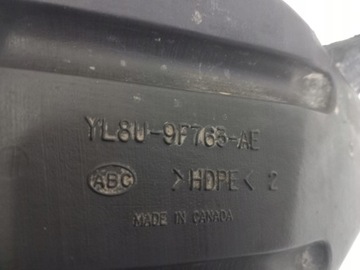 YL8U-9F763-AE
ABC >HDPE< 2
MADE IN CANADA